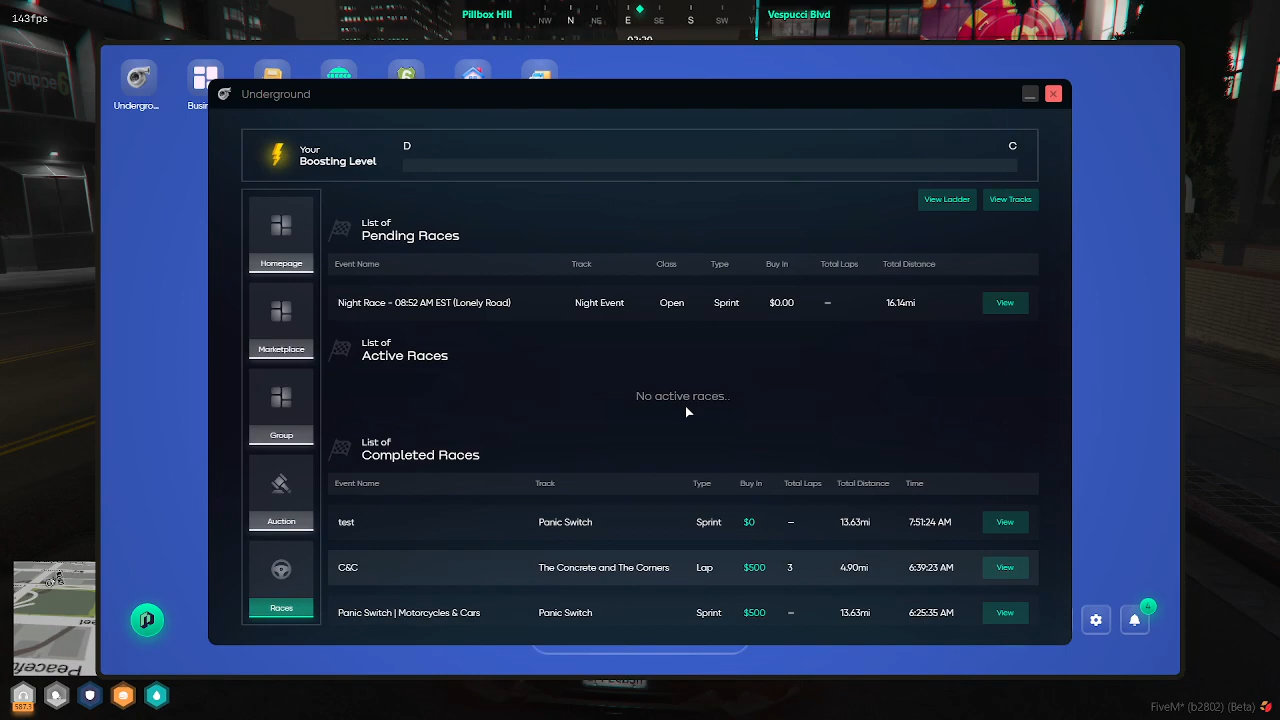 143fps
Pillbox Hill
NW N NE E SE S SW W
Vespucci Blvd
gruppe6
Undergro...
Underground
Your
Boosting Level
D
C
View Ladder
View Tracks
Homepage
Marketplace
Group
Auction
Races
List of
Pending Races
Event Name Track Class Type Buy In Total Laps Total Distance
Night Race - 08:52 AM EST (Lonely Road) Night Event Open Sprint $0.00 – 16.14mi View
List of
Active Races
No active races..
List of
Completed Races
Event Name Track Type Buy In Total Laps Total Distance Time
test Panic Switch Sprint $0 – 13.63mi 7:51:24 AM View
C&C The Concrete and The Corners Lap $500 3 4.90mi 6:39:23 AM View
Panic Switch | Motorcycles & Cars Panic Switch Sprint $500 – 13.63mi 6:25:35 AM View
4
587.3
FiveM* (b2802) (Beta)